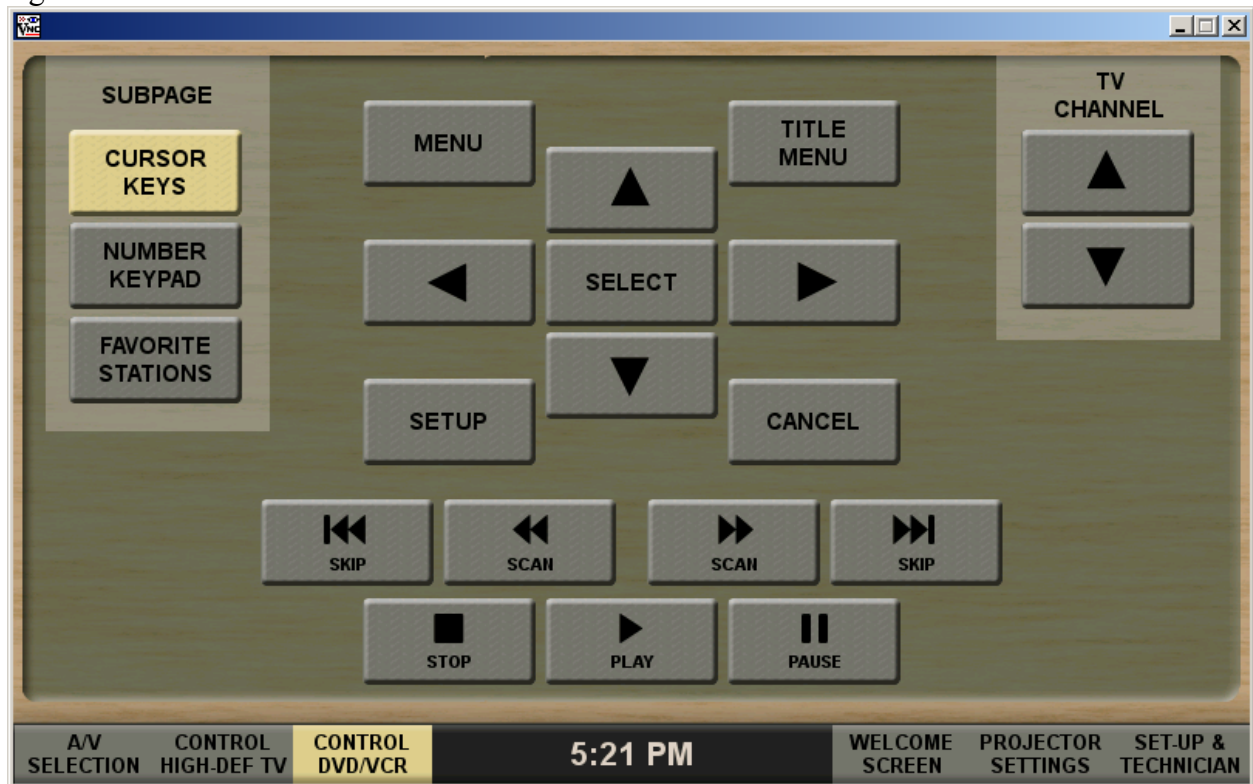 VNC
SUBPAGE
CURSOR
KEYS
NUMBER
KEYPAD
FAVORITE
STATIONS
MENU
TITLE
MENU
SELECT
SETUP
CANCEL
TV
CHANNEL
SKIP
SCAN
SCAN
SKIP
STOP
PLAY
PAUSE
A/V
SELECTION
CONTROL
HIGH-DEF TV
CONTROL
DVD/VCR
5:21 PM
WELCOME
SCREEN
PROJECTOR
SETTINGS
SET-UP &
TECHNICIAN